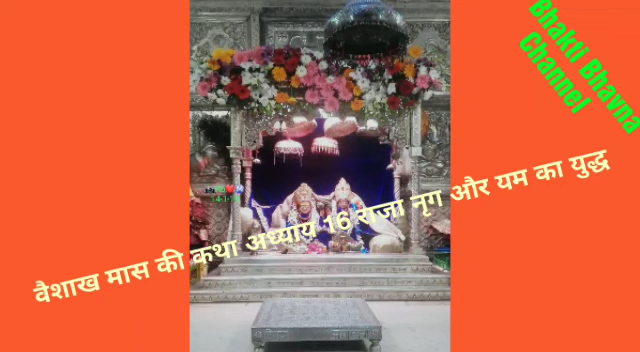 Bhakti Bhavna
Channel
वैशाख मास की कथा अध्याय 16 राजा नृग और यम का युद्ध